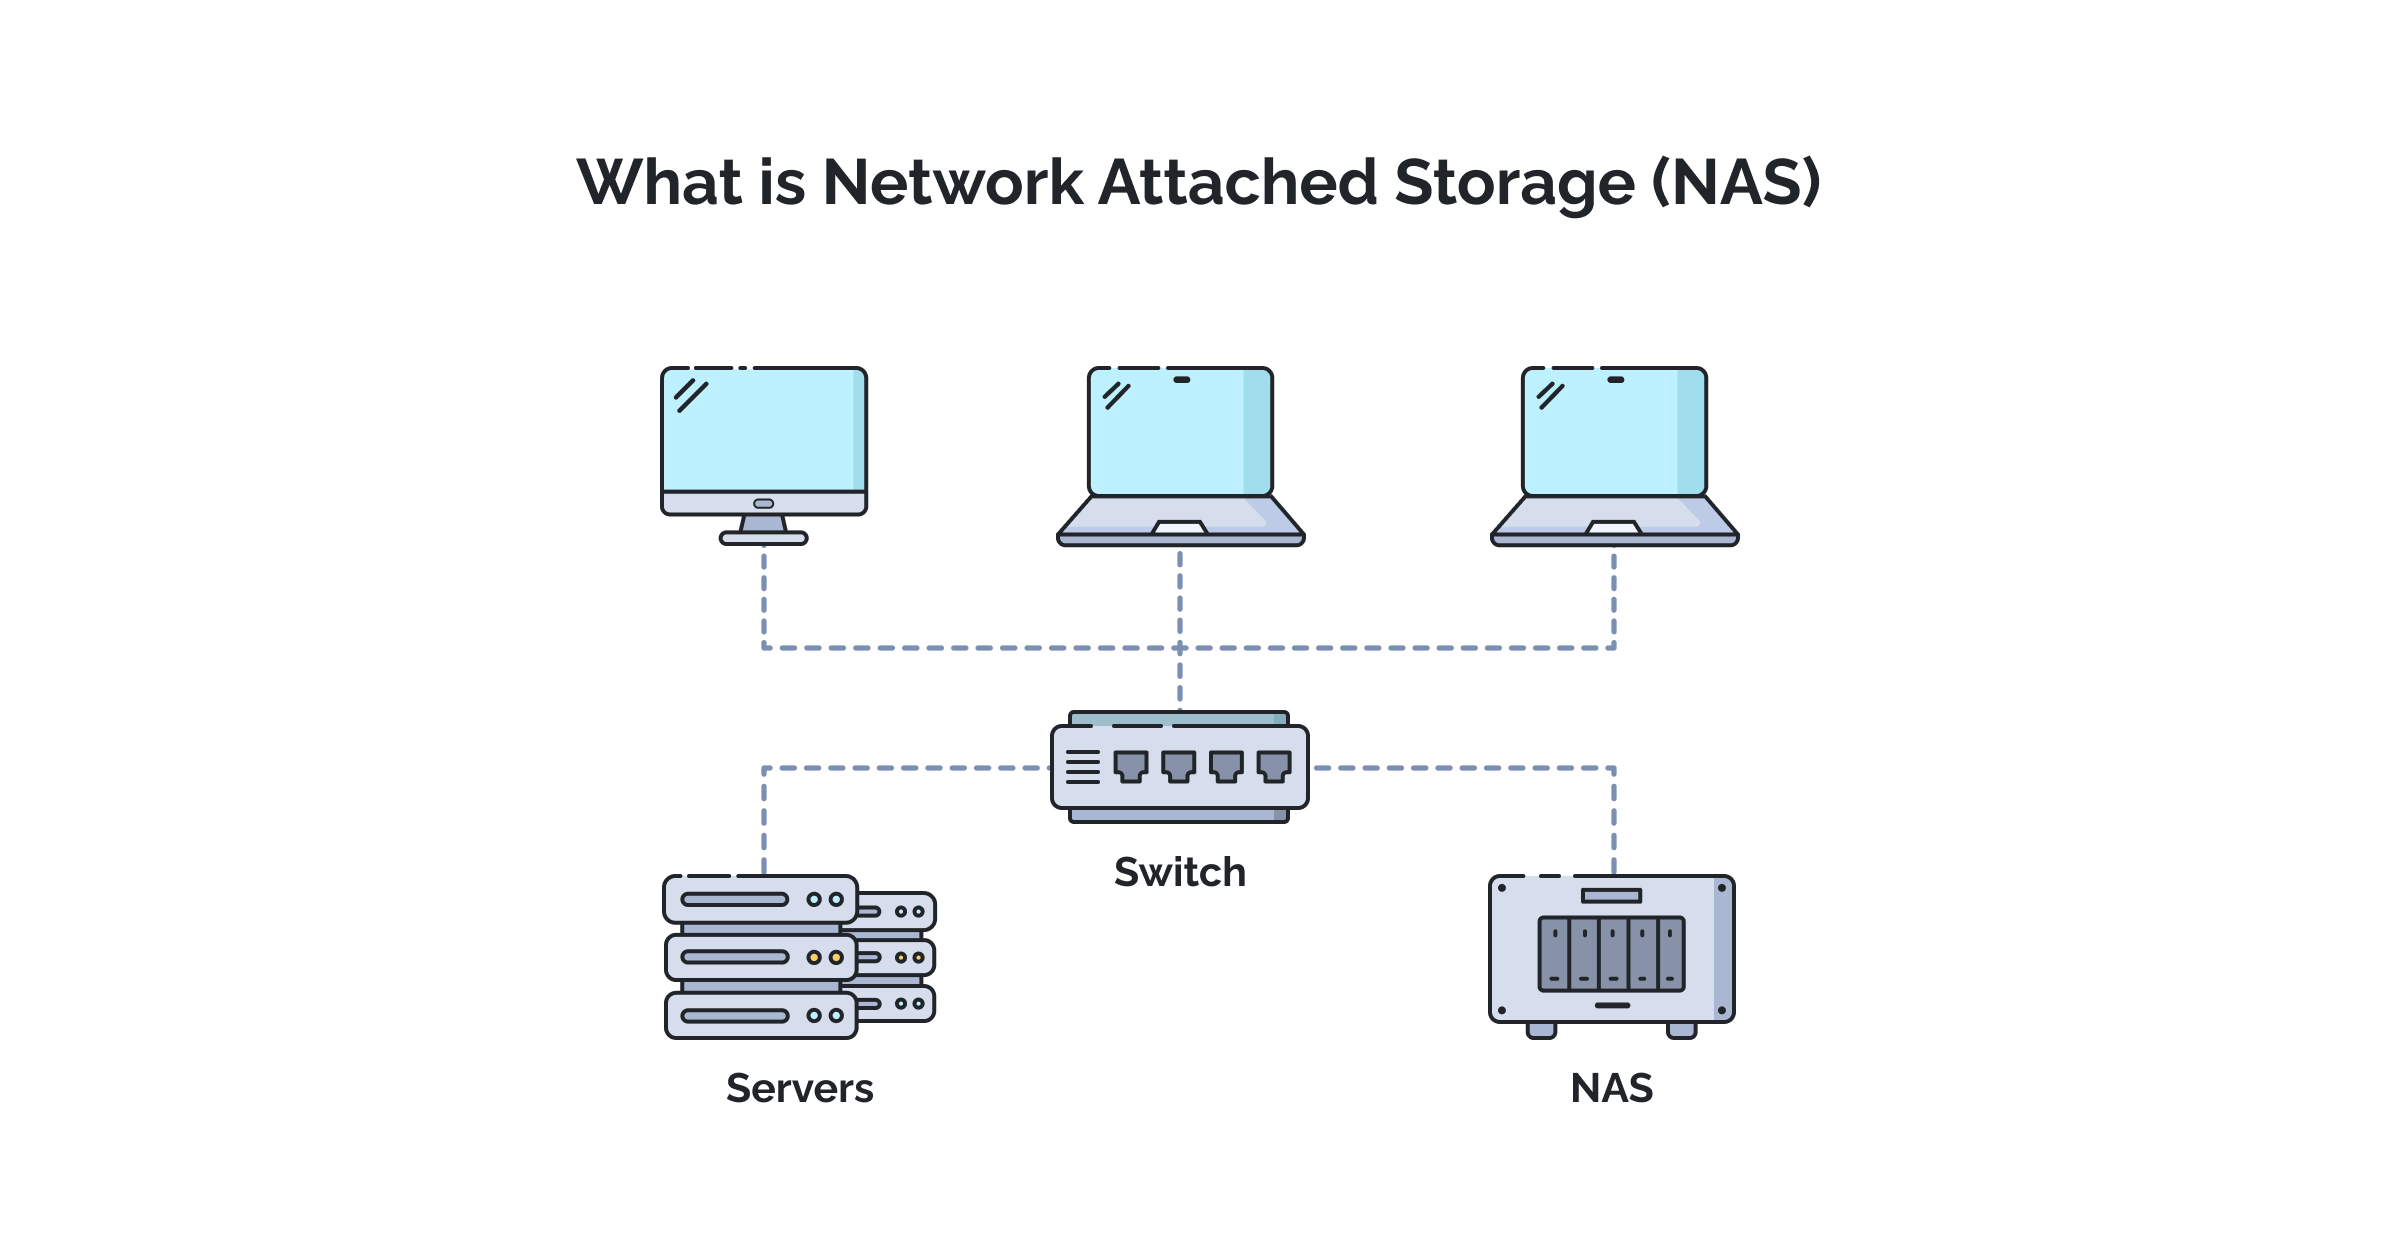 What is Network Attached Storage (NAS)
Switch
Servers
NAS